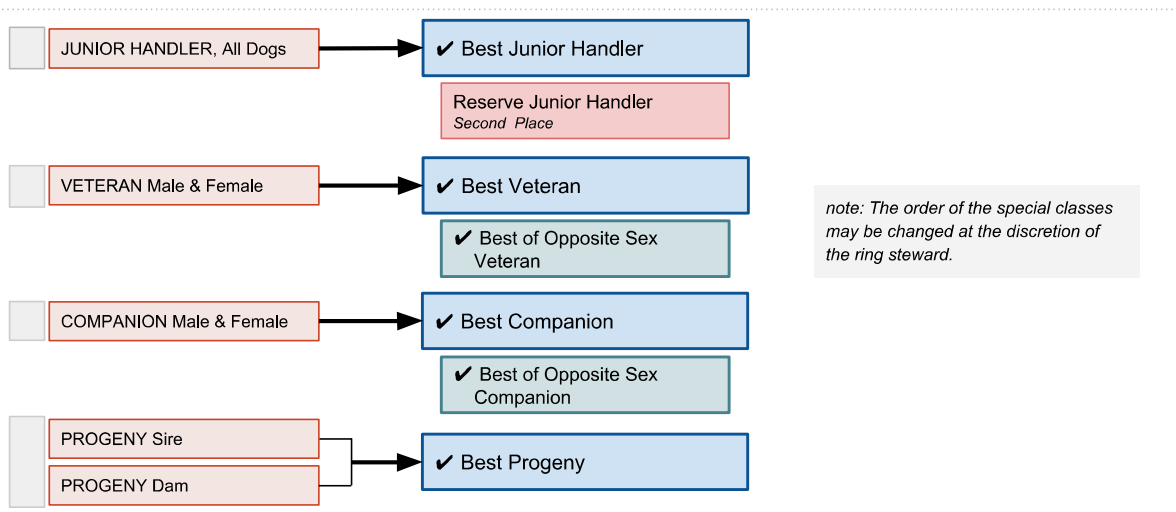 JUNIOR HANDLER, All Dogs
✔ Best Junior Handler
Reserve Junior Handler
Second Place
VETERAN Male & Female
✔ Best Veteran
✔ Best of Opposite Sex
Veteran
note: The order of the special classes
may be changed at the discretion of
the ring steward.
COMPANION Male & Female
✔ Best Companion
✔ Best of Opposite Sex
Companion
PROGENY Sire
PROGENY Dam
✔ Best Progeny